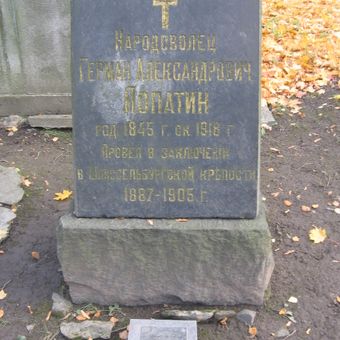 Народоволец
Герман Александрович
Лопатин
род 1845 г. ск. 1918 г.
Провел в заключении
в Шлиссельбургской крепости
1887-1905 г.